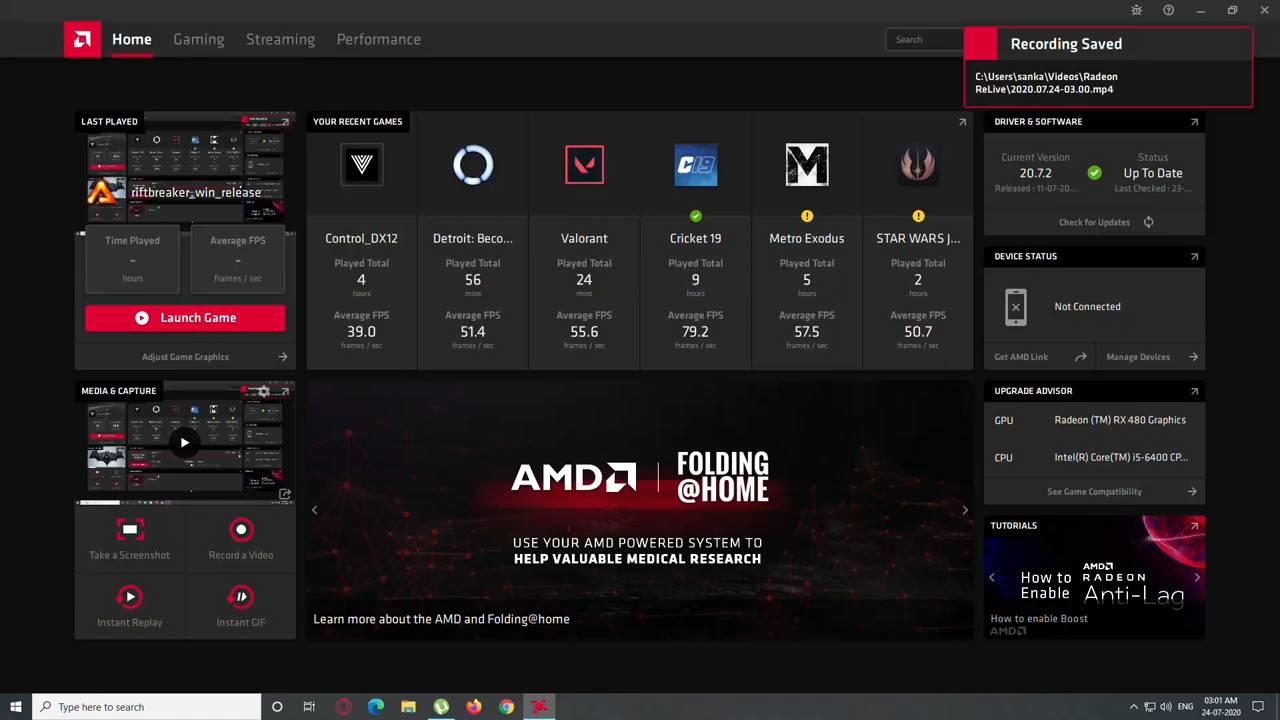 Home
Gaming
Streaming
Performance
Search
Recording Saved
C:\Users\sanka\Videos\Radeon
ReLive\2020.07.24-03.00.mp4
LAST PLAYED
riftbreaker_win_release
Time Played
-
hours
Average FPS
-
frames / sec
Launch Game
Adjust Game Graphics
YOUR RECENT GAMES
Control_DX12
Played Total
4
hours
Average FPS
39.0
frames / sec
Detroit: Beco...
Played Total
56
mins
Average FPS
51.4
frames / sec
Valorant
Played Total
24
mins
Average FPS
55.6
frames / sec
C19
Cricket 19
Played Total
9
hours
Average FPS
79.2
frames / sec
M
Metro Exodus
Played Total
5
hours
Average FPS
57.5
frames / sec
STAR WARS J...
Played Total
2
hours
Average FPS
50.7
frames / sec
DRIVER & SOFTWARE
Current Version
20.7.2
Released : 11-07-20...
Status
Up To Date
Last Checked : 23-...
Check for Updates
DEVICE STATUS
Not Connected
Get AMD Link
Manage Devices
MEDIA & CAPTURE
Take a Screenshot
Record a Video
Instant Replay
Instant GIF
AMD
FOLDING
@HOME
USE YOUR AMD POWERED SYSTEM TO
HELP VALUABLE MEDICAL RESEARCH
Learn more about the AMD and Folding@home
UPGRADE ADVISOR
GPU
Radeon (TM) RX 480 Graphics
CPU
Intel(R) Core(TM) i5-6400 CP...
See Game Compatibility
TUTORIALS
How to
Enable
AMD
RADEON
Anti-Lag
How to enable Boost
AMD
Type here to search
ENG
03:01 AM
24-07-2020